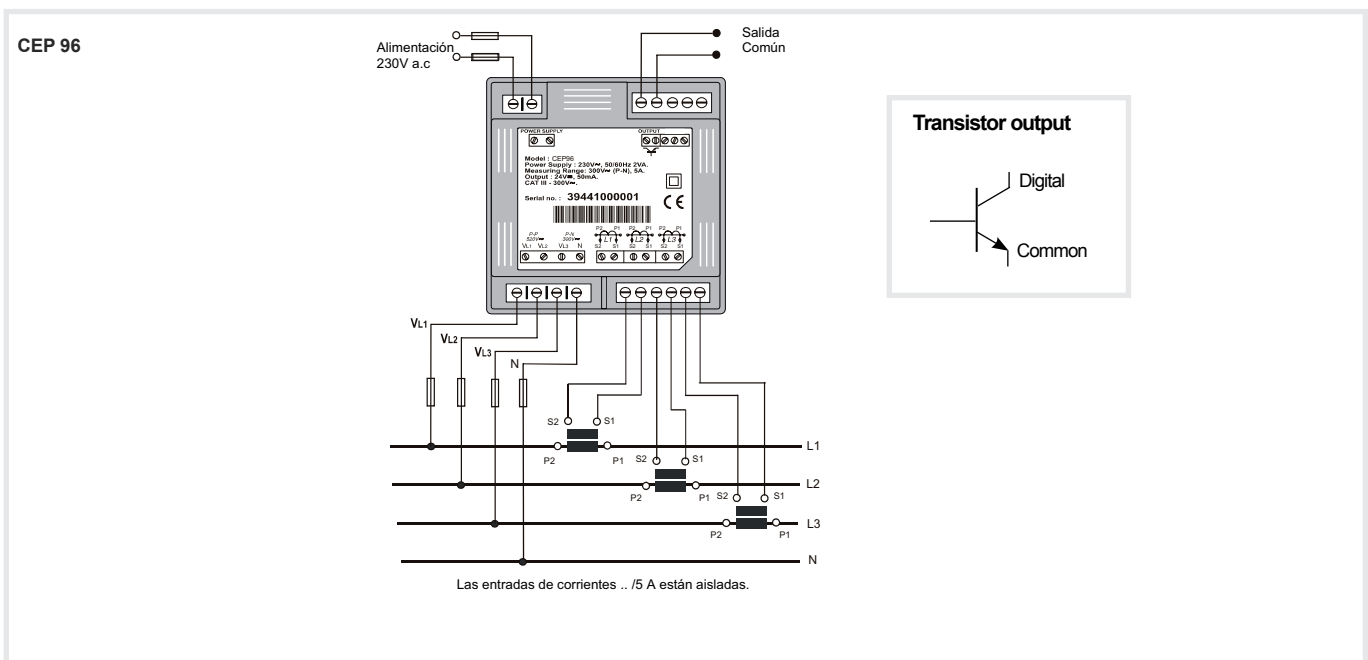 CEP 96
Alimentación
230V a.c
Salida
Común
POWER SUPPLY
OUTPUT
Model : CEP96
Power Supply : 230V~, 50/60Hz 2VA.
Measuring Range: 300V~ (P-N), 5A.
Output : 24V⎓, 50mA.
CAT III - 300V~.
Serial no. : 39441000001
CE
P-P
520V~
P-N
300V~
P2 P1 P2 P1 P2 P1
L1 L2 L3
VL1 VL2 VL3 N S2 S1 S2 S1 S2 S1
VL1
VL2
VL3
N
S2 S1
P2 P1
L1
S2 S1
P2 P1
L2
S2 S1
P2 P1
L3
N
Las entradas de corrientes .. /5 A están aisladas.
Transistor output
Digital
Common